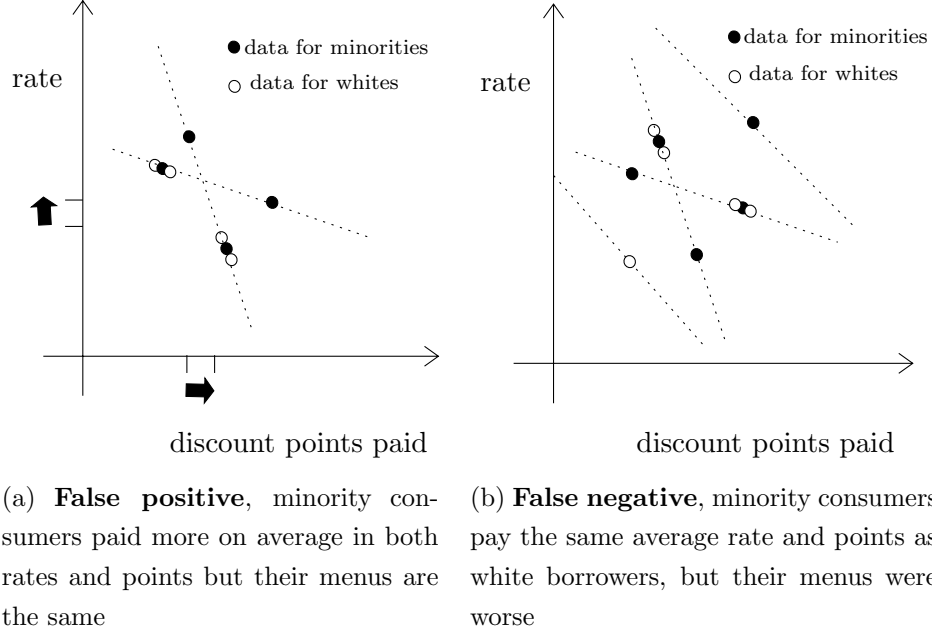 rate
data for minorities
data for whites
discount points paid
(a) False positive, minority con-
sumers paid more on average in both
rates and points but their menus are
the same
rate
data for minorities
data for whites
discount points paid
(b) False negative, minority consumers
pay the same average rate and points as
white borrowers, but their menus were
worse